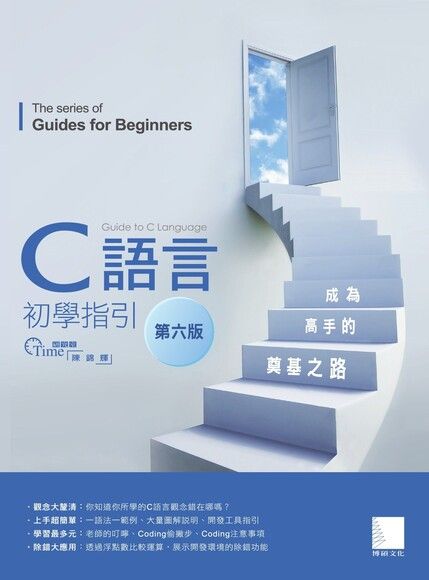 The series of
Guides for Beginners
Guide to C Language
C語言
初學指引
第六版
Time
「陳錦輝」
成為
高手的
奠基之路
・觀念大釐清：你知道你所學的C語言觀念錯在哪嗎？
・上手超簡單：一語法一範例、大量圖解說明、開發工具指引
・學習最多元：老師的叮嚀、Coding偷撇步、Coding注意事項
・除錯大應用：透過浮點數比較運算，展示開發環境的除錯功能
博碩文化